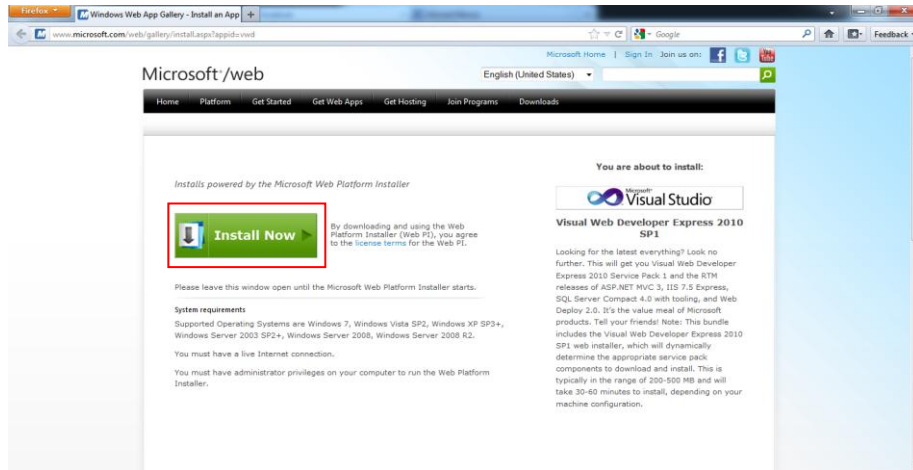 Firefox
Windows Web App Gallery - Install an App
www.microsoft.com/web/gallery/install.aspx?appid=vwd
Google
Feedback
Microsoft Home | Sign In Join us on:
Microsoft /web
English (United States)
Home Platform Get Started Get Web Apps Get Hosting Join Programs Downloads
Installs powered by the Microsoft Web Platform Installer
Install Now
By downloading and using the Web
Platform Installer (Web PI), you agree
to the license terms for the Web PI.
Please leave this window open until the Microsoft Web Platform Installer starts.
System requirements
Supported Operating Systems are Windows 7, Windows Vista SP2, Windows XP SP3+,
Windows Server 2003 SP2+, Windows Server 2008, Windows Server 2008 R2.
You must have a live Internet connection.
You must have administrator privileges on your computer to run the Web Platform
Installer.
You are about to install:
Microsoft
Visual Studio
Visual Web Developer Express 2010
SP1
Looking for the latest everything? Look no
further. This will get you Visual Web Developer
Express 2010 Service Pack 1 and the RTM
releases of ASP.NET MVC 3, IIS 7.5 Express,
SQL Server Compact 4.0 with tooling, and Web
Deploy 2.0. It's the value meal of Microsoft
products. Tell your friends! Note: This bundle
includes the Visual Web Developer Express 2010
SP1 web installer, which will dynamically
determine the appropriate service pack
components to download and install. This is
typically in the range of 200-500 MB and will
take 30-60 minutes to install, depending on your
machine configuration.